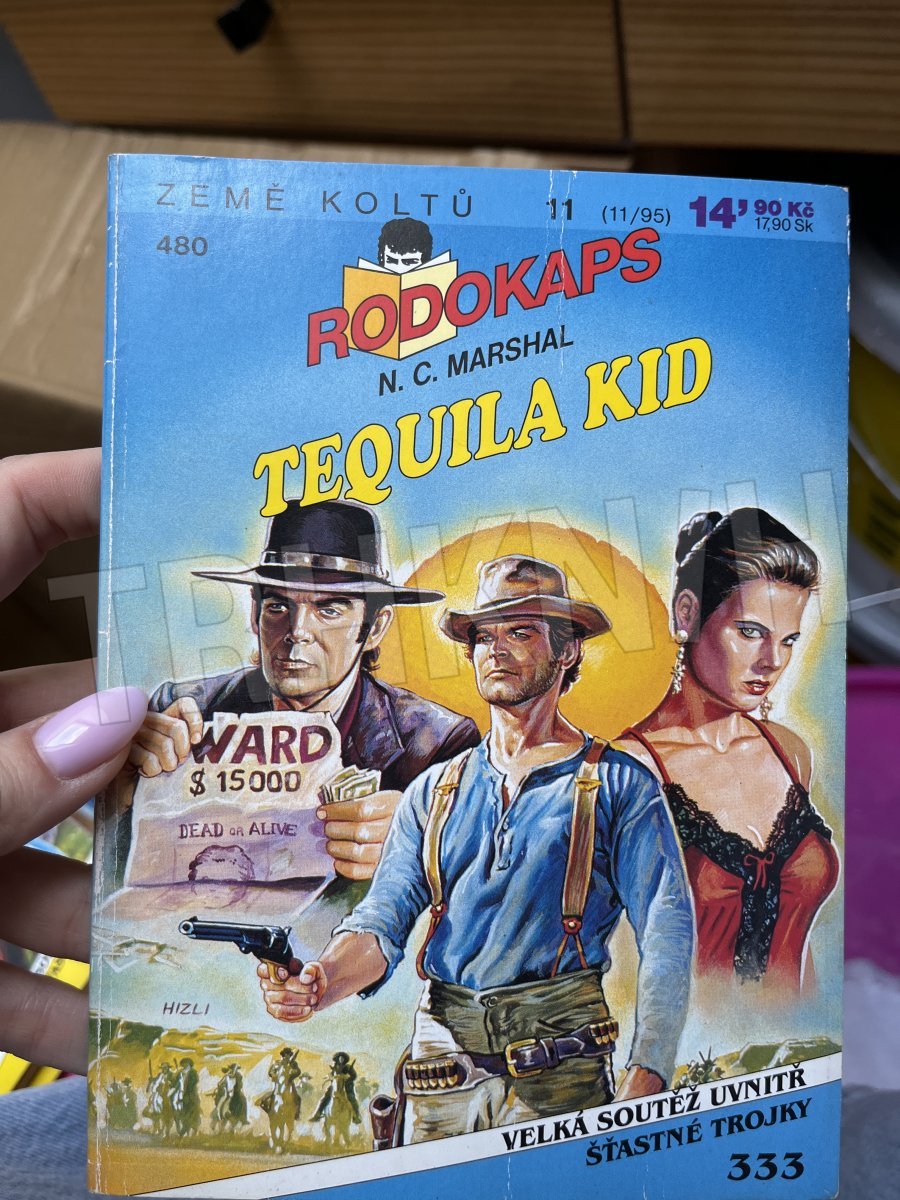 ZEMĚ KOLTŮ 11 (11/95) 14’90 Kč
17,90 Sk
480
RODOKAPS
N. C. MARSHAL
TEQUILA KID
TRHKNIH
WARD
$ 15000
DEAD OR ALIVE
HIZLI
VELKÁ SOUTĚŽ UVNITŘ
ŠŤASTNÉ TROJKY
333